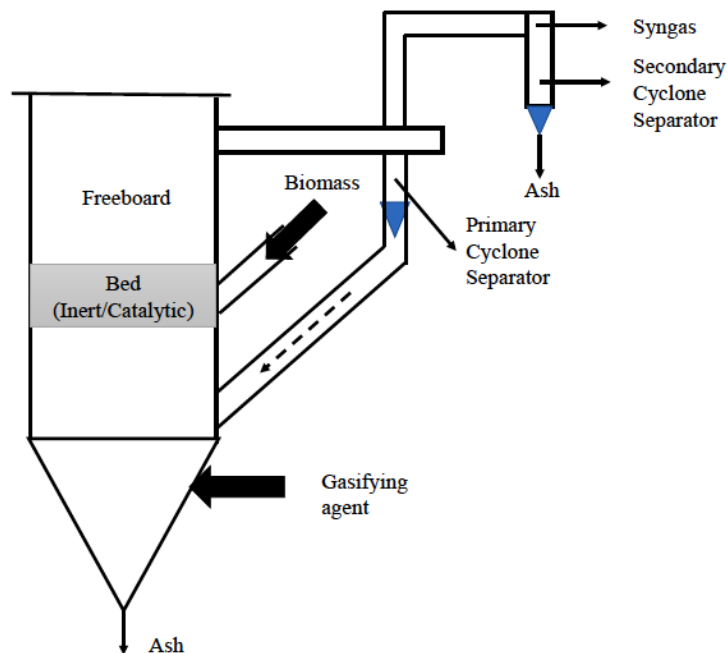 Syngas
Secondary
Cyclone
Separator
Ash
Biomass
Freeboard
Primary
Cyclone
Separator
Bed
(Inert/Catalytic)
Gasifying
agent
Ash